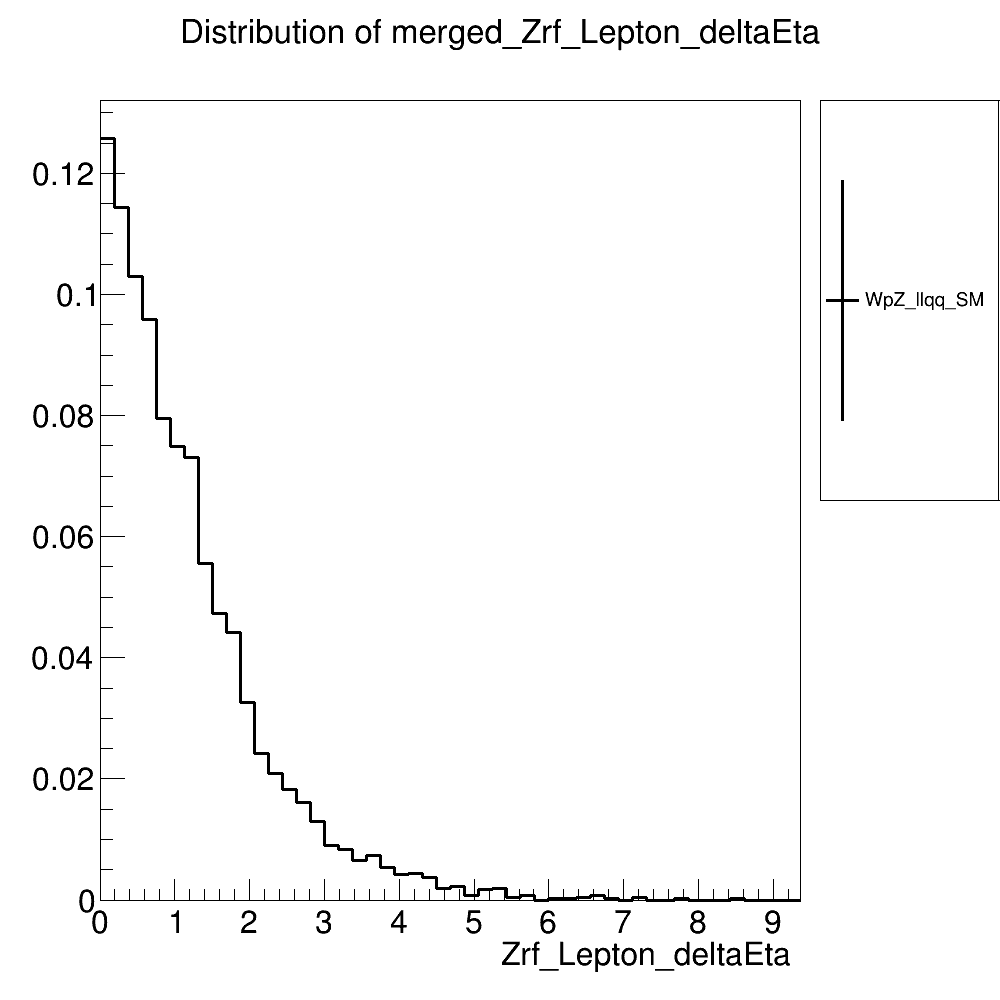 Distribution of merged_Zrf_Lepton_deltaEta
0.12
0.1
0.08
0.06
0.04
0.02
0
0 1 2 3 4 5 6 7 8 9
Zrf_Lepton_deltaEta
WpZ_llqq_SM